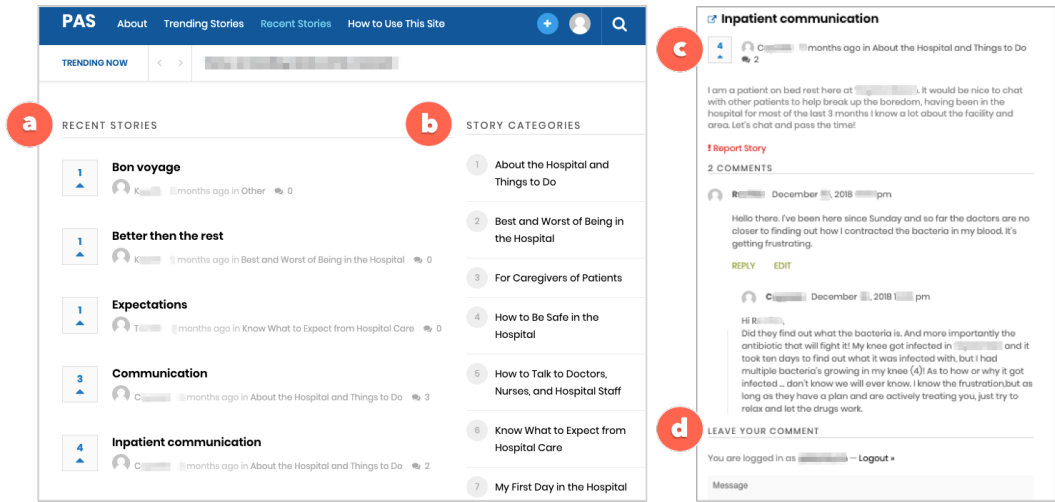 PAS About Trending Stories Recent Stories How to Use This Site
TRENDING NOW
a
RECENT STORIES
1
Bon voyage
K months ago in Other 0
1
Better then the rest
K months ago in Best and Worst of Being in the Hospital 0
1
Expectations
T months ago in Know What to Expect from Hospital Care 0
3
Communication
C months ago in About the Hospital and Things to Do 3
4
Inpatient communication
C months ago in About the Hospital and Things to Do 2
b
STORY CATEGORIES
1 About the Hospital and
Things to Do
2 Best and Worst of Being in
the Hospital
3 For Caregivers of Patients
4 How to Be Safe in the
Hospital
5 How to Talk to Doctors,
Nurses, and Hospital Staff
6 Know What to Expect from
Hospital Care
7 My First Day in the Hospital
Inpatient communication
c
4
C months ago in About the Hospital and Things to Do
2
I am a patient on bed rest here at . It would be nice to chat
with other patients to help break up the boredom, having been in the
hospital for most of the last 3 months I know a lot about the facility and
area. Let's chat and pass the time!
! Report Story
2 COMMENTS
R December , 2018 pm
Hello there. I've been here since Sunday and so far the doctors are no
closer to finding out how I contracted the bacteria in my blood. It's
getting frustrating.
REPLY EDIT
C December , 2018 1 pm
Hi R ,
Did they find out what the bacteria is. And more importantly the
antibiotic that will fight it! My knee got infected in and it
took ten days to find out what it was infected with, but I had
multiple bacteria's growing in my knee (4)! As to how or why it got
infected ... don't know we will ever know. I know the frustration,but as
long as they have a plan and are actively treating you, just try to
relax and let the drugs work.
d
LEAVE YOUR COMMENT
You are logged in as — Logout »
Message